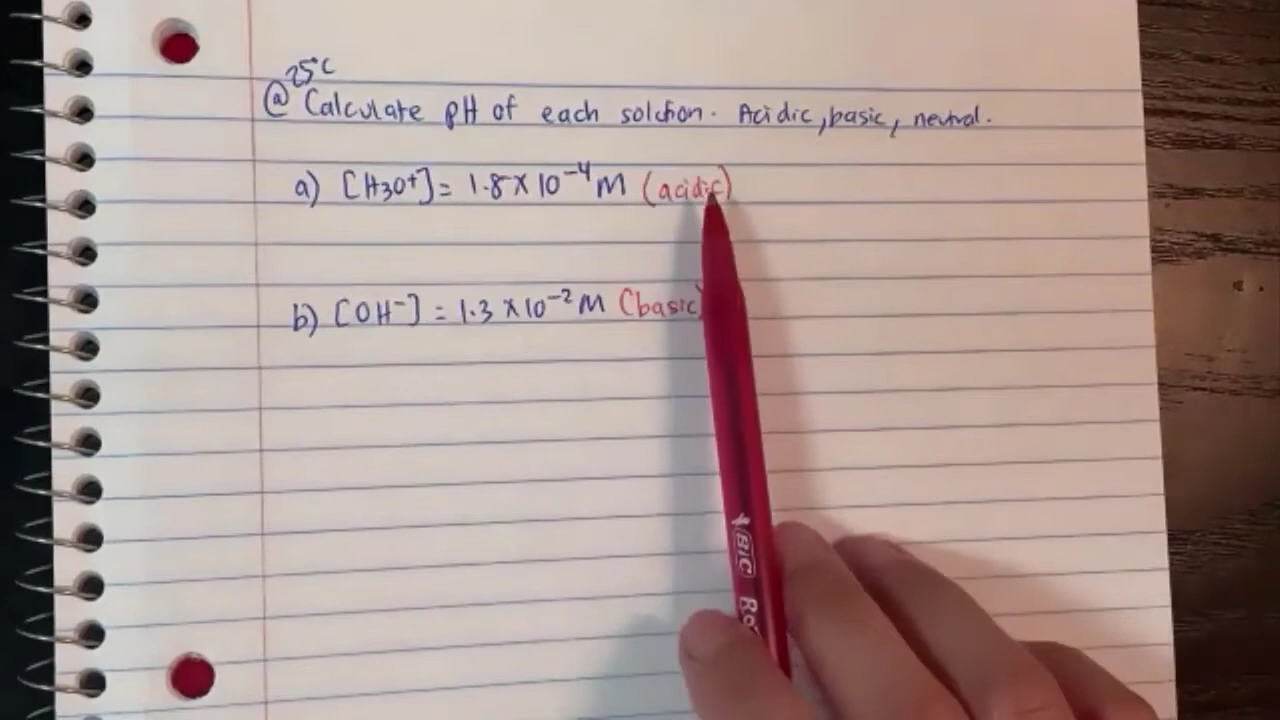 25°C
@ Calculate pH of each solution. Acidic, basic, neutral.
a) [H3O+] = 1.8 x 10⁻⁴ M (acidic)
b) [OH⁻] = 1.3 x 10⁻² M (basic)
BIC